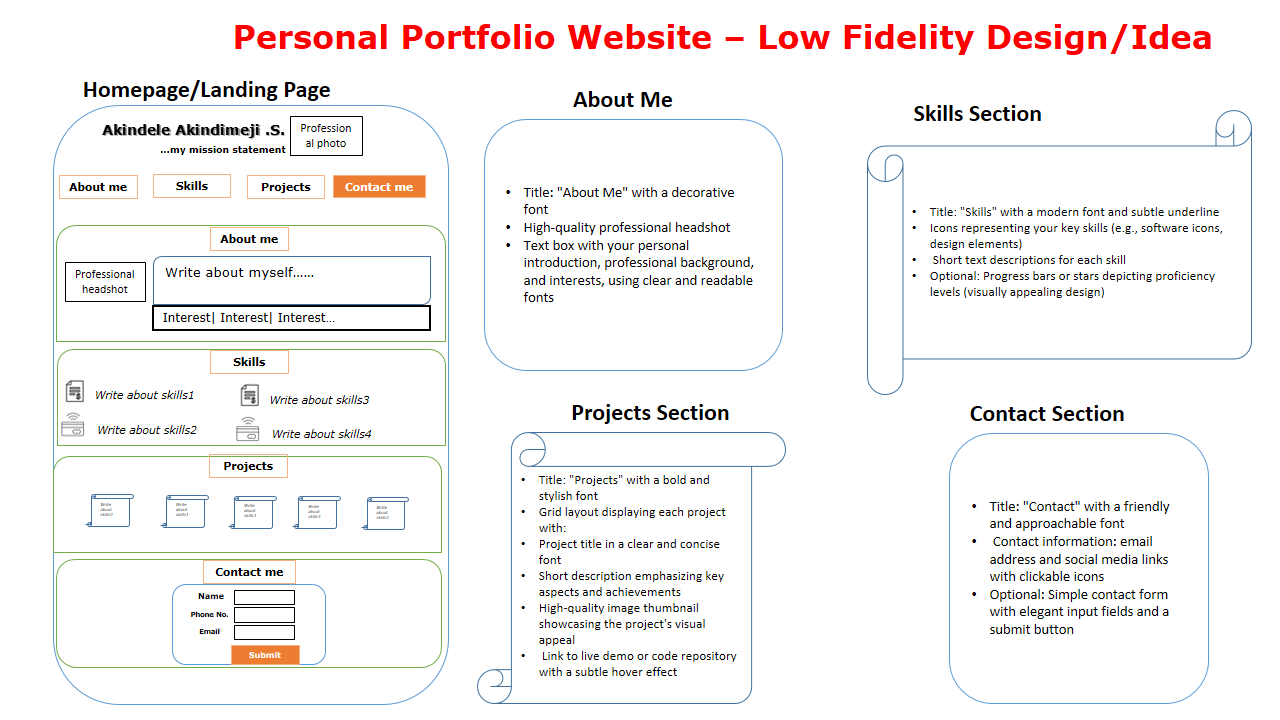 Personal Portfolio Website – Low Fidelity Design/Idea
Homepage/Landing Page
Akindele Akindimeji .S.
...my mission statement
Profession
al photo
About me
Skills
Projects
Contact me
About me
Professional
headshot
Write about myself......
Interest| Interest| Interest...
Skills
Write about skills1
Write about skills3
Write about skills2
Write about skills4
Projects
Write
about
skills1
Write
about
skills1
Write
about
skills1
Write
about
skills1
Write
about
skills1
Contact me
Name
Phone No.
Email
Submit
About Me
• Title: "About Me" with a decorative
font
• High-quality professional headshot
• Text box with your personal
introduction, professional background,
and interests, using clear and readable
fonts
Skills Section
• Title: "Skills" with a modern font and subtle underline
• Icons representing your key skills (e.g., software icons,
design elements)
• Short text descriptions for each skill
• Optional: Progress bars or stars depicting proficiency
levels (visually appealing design)
Projects Section
• Title: "Projects" with a bold and
stylish font
• Grid layout displaying each project
with:
• Project title in a clear and concise
font
• Short description emphasizing key
aspects and achievements
• High-quality image thumbnail
showcasing the project's visual
appeal
• Link to live demo or code repository
with a subtle hover effect
Contact Section
• Title: "Contact" with a friendly
and approachable font
• Contact information: email
address and social media links
with clickable icons
• Optional: Simple contact form
with elegant input fields and a
submit button